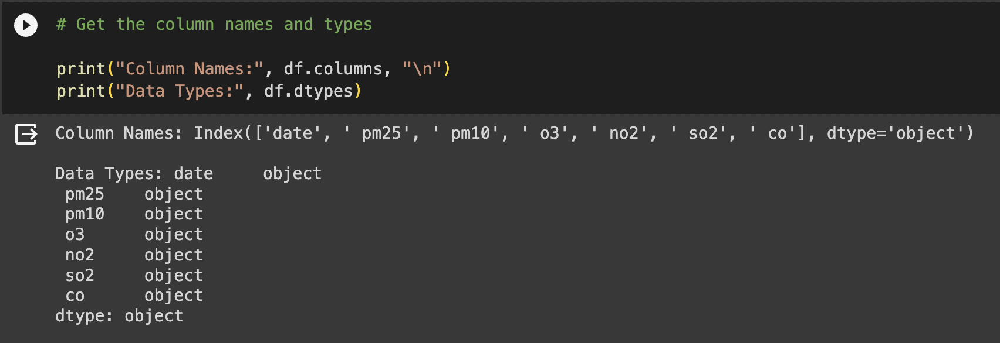 # Get the column names and types
print("Column Names:", df.columns, "\n")
print("Data Types:", df.dtypes)
Column Names: Index(['date', ' pm25', ' pm10', ' o3', ' no2', ' so2', ' co'], dtype='object')
Data Types: date     object
 pm25    object
 pm10    object
 o3      object
 no2     object
 so2     object
 co      object
dtype: object